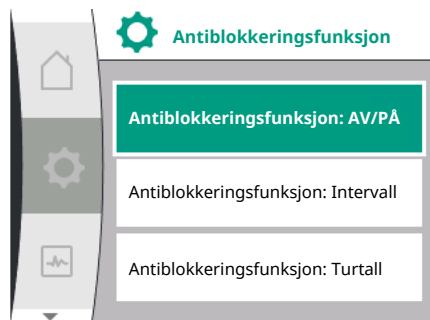 Antiblokkeringsfunksjon
Antiblokkeringsfunksjon: AV/PÅ
Antiblokkeringsfunksjon: Intervall
Antiblokkeringsfunksjon: Turtall